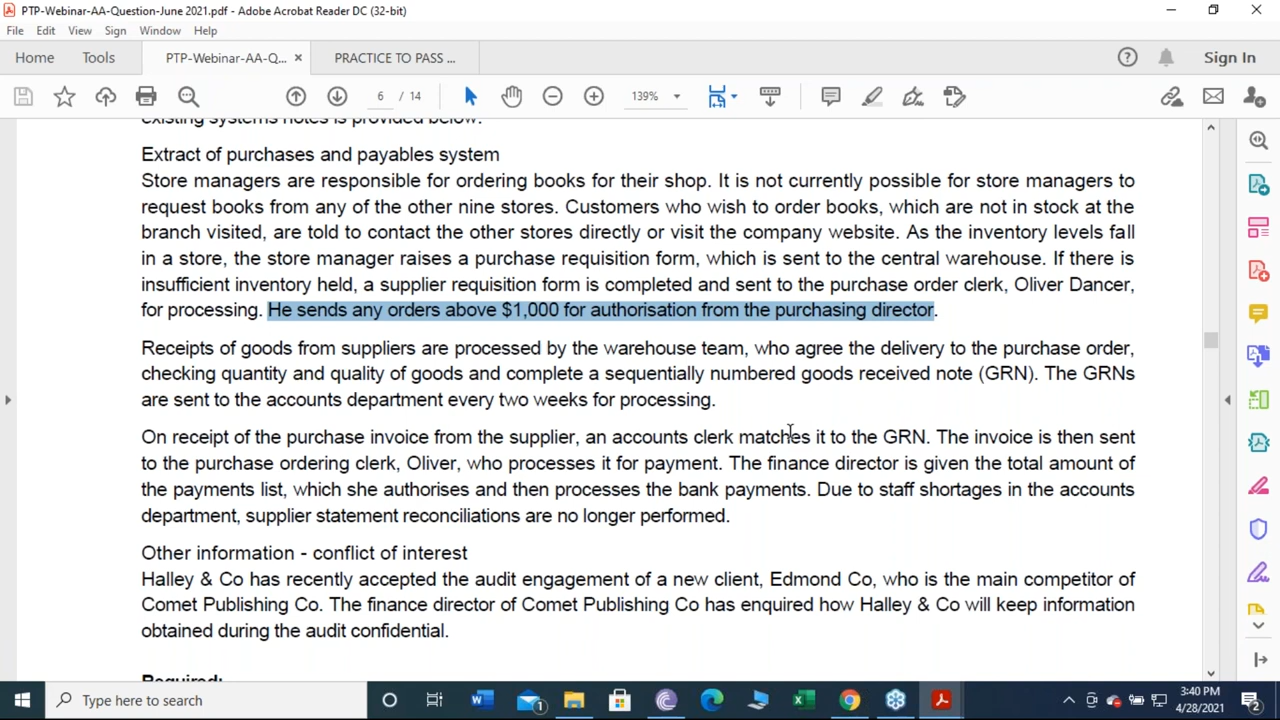 PTP-Webinar-AA-Question-June 2021.pdf - Adobe Acrobat Reader DC (32-bit)
File Edit View Sign Window Help
Home Tools PTP-Webinar-AA-Q... × PRACTICE TO PASS ... Sign In
6 / 14 139%
existing systems notes is provided below.
Extract of purchases and payables system
Store managers are responsible for ordering books for their shop. It is not currently possible for store managers to
request books from any of the other nine stores. Customers who wish to order books, which are not in stock at the
branch visited, are told to contact the other stores directly or visit the company website. As the inventory levels fall
in a store, the store manager raises a purchase requisition form, which is sent to the central warehouse. If there is
insufficient inventory held, a supplier requisition form is completed and sent to the purchase order clerk, Oliver Dancer,
for processing. He sends any orders above $1,000 for authorisation from the purchasing director.
Receipts of goods from suppliers are processed by the warehouse team, who agree the delivery to the purchase order,
checking quantity and quality of goods and complete a sequentially numbered goods received note (GRN). The GRNs
are sent to the accounts department every two weeks for processing.
On receipt of the purchase invoice from the supplier, an accounts clerk matches it to the GRN. The invoice is then sent
to the purchase ordering clerk, Oliver, who processes it for payment. The finance director is given the total amount of
the payments list, which she authorises and then processes the bank payments. Due to staff shortages in the accounts
department, supplier statement reconciliations are no longer performed.
Other information - conflict of interest
Halley & Co has recently accepted the audit engagement of a new client, Edmond Co, who is the main competitor of
Comet Publishing Co. The finance director of Comet Publishing Co has enquired how Halley & Co will keep information
obtained during the audit confidential.
Required:
Type here to search
3:40 PM
4/28/2021